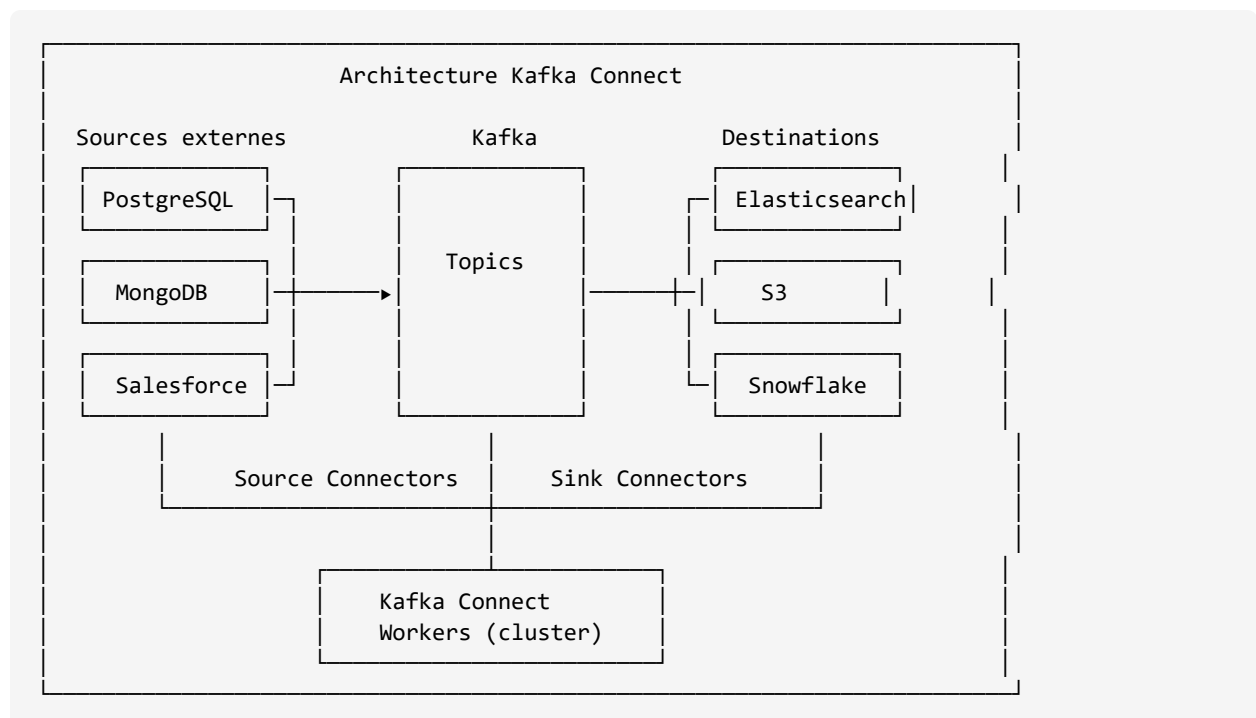 Architecture Kafka Connect
Sources externes Kafka Destinations
PostgreSQL Elasticsearch
Topics
MongoDB S3
Salesforce Snowflake
Source Connectors Sink Connectors
Kafka Connect
Workers (cluster)